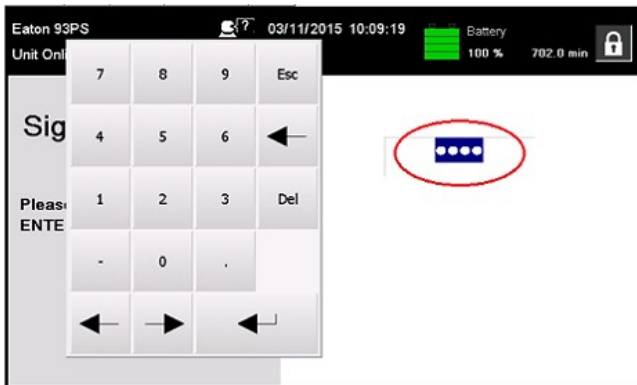 Eaton 93PS 03/11/2015 10:09:19 Battery
Unit Onli 100 % 702.0 min
7 8 9 Esc
Sig
4 5 6
Pleas
ENTE
1 2 3 Del
- 0 .